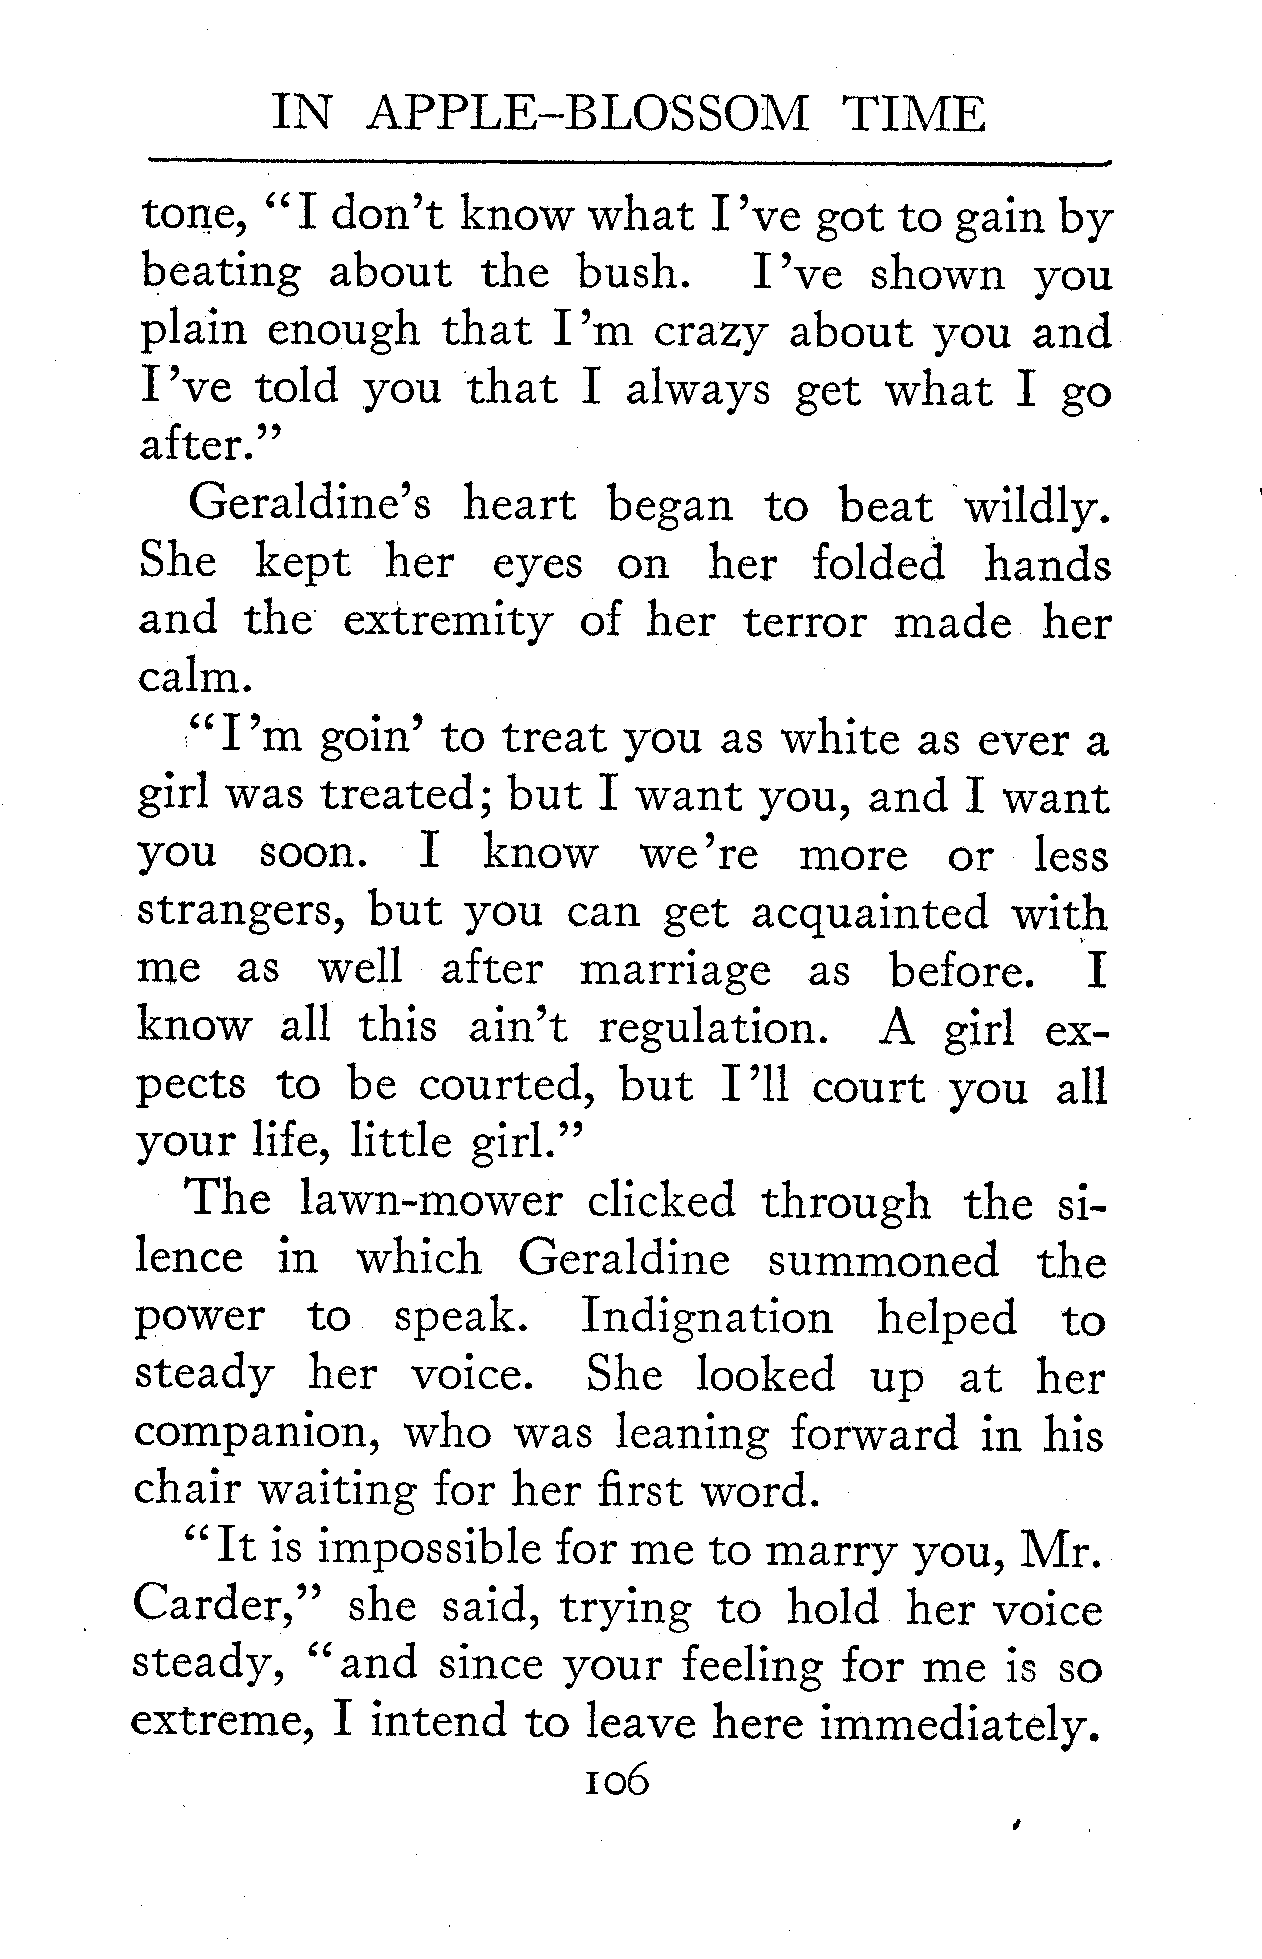 IN APPLE-BLOSSOM TIME
tone, "I don't know what I've got to gain by
beating about the bush. I've shown you
plain enough that I'm crazy about you and
I've told you that I always get what I go
after."
Geraldine's heart began to beat wildly.
She kept her eyes on her folded hands
and the extremity of her terror made her
calm.
"I'm goin' to treat you as white as ever a
girl was treated; but I want you, and I want
you soon. I know we're more or less
strangers, but you can get acquainted with
me as well after marriage as before. I
know all this ain't regulation. A girl ex-
pects to be courted, but I'll court you all
your life, little girl."
The lawn-mower clicked through the si-
lence in which Geraldine summoned the
power to speak. Indignation helped to
steady her voice. She looked up at her
companion, who was leaning forward in his
chair waiting for her first word.
"It is impossible for me to marry you, Mr.
Carder," she said, trying to hold her voice
steady, "and since your feeling for me is so
extreme, I intend to leave here immediately.
106